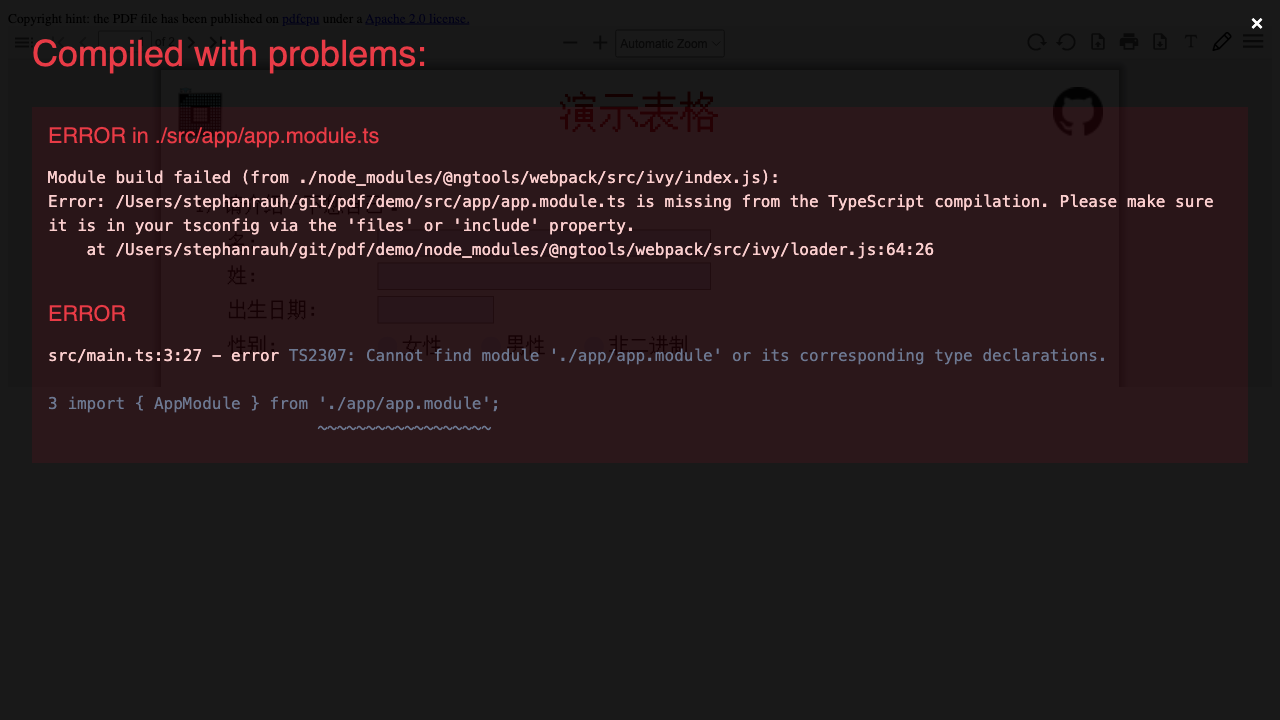 Copyright hint: the PDF file has been published on pdfcpu under a Apache 2.0 license.
Automatic Zoom
Compiled with problems:
演示表格
ERROR in ./src/app/app.module.ts
Module build failed (from ./node_modules/@ngtools/webpack/src/ivy/index.js):
Error: /Users/stephanrauh/git/pdf/demo/src/app/app.module.ts is missing from the TypeScript compilation. Please make sure
it is in your tsconfig via the 'files' or 'include' property.
名:
at /Users/stephanrauh/git/pdf/demo/node_modules/@ngtools/webpack/src/ivy/loader.js:64:26
姓:
出生日期:
ERROR
性别: 女性 男性 非二进制
src/main.ts:3:27 - error TS2307: Cannot find module './app/app.module' or its corresponding type declarations.
3 import { AppModule } from './app/app.module';
~~~~~~~~~~~~~~~~~~